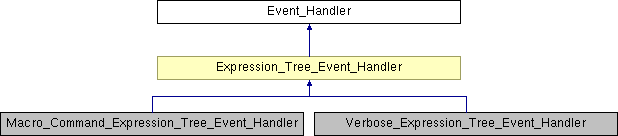 Event_Handler
Expression_Tree_Event_Handler
Macro_Command_Expression_Tree_Event_Handler
Verbose_Expression_Tree_Event_Handler